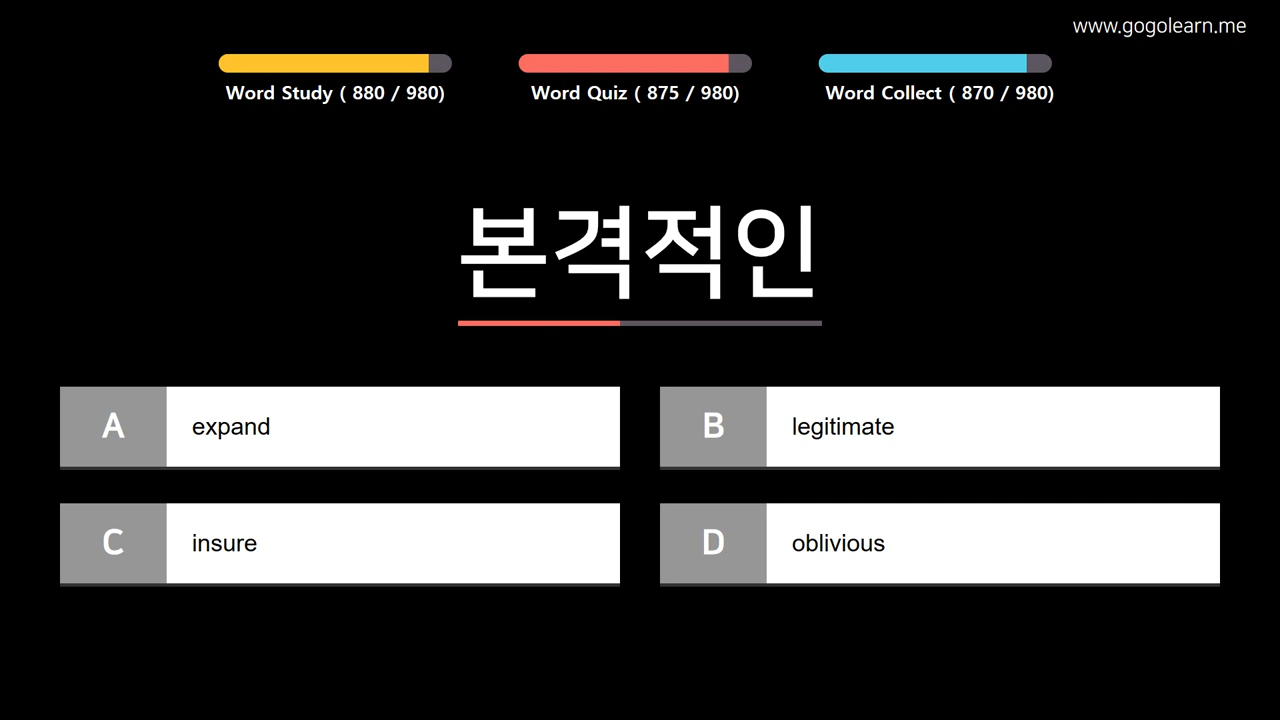 www.gogolearn.me
Word Study ( 880 / 980)
Word Quiz ( 875 / 980)
Word Collect ( 870 / 980)
본격적인
A expand
B legitimate
C insure
D oblivious